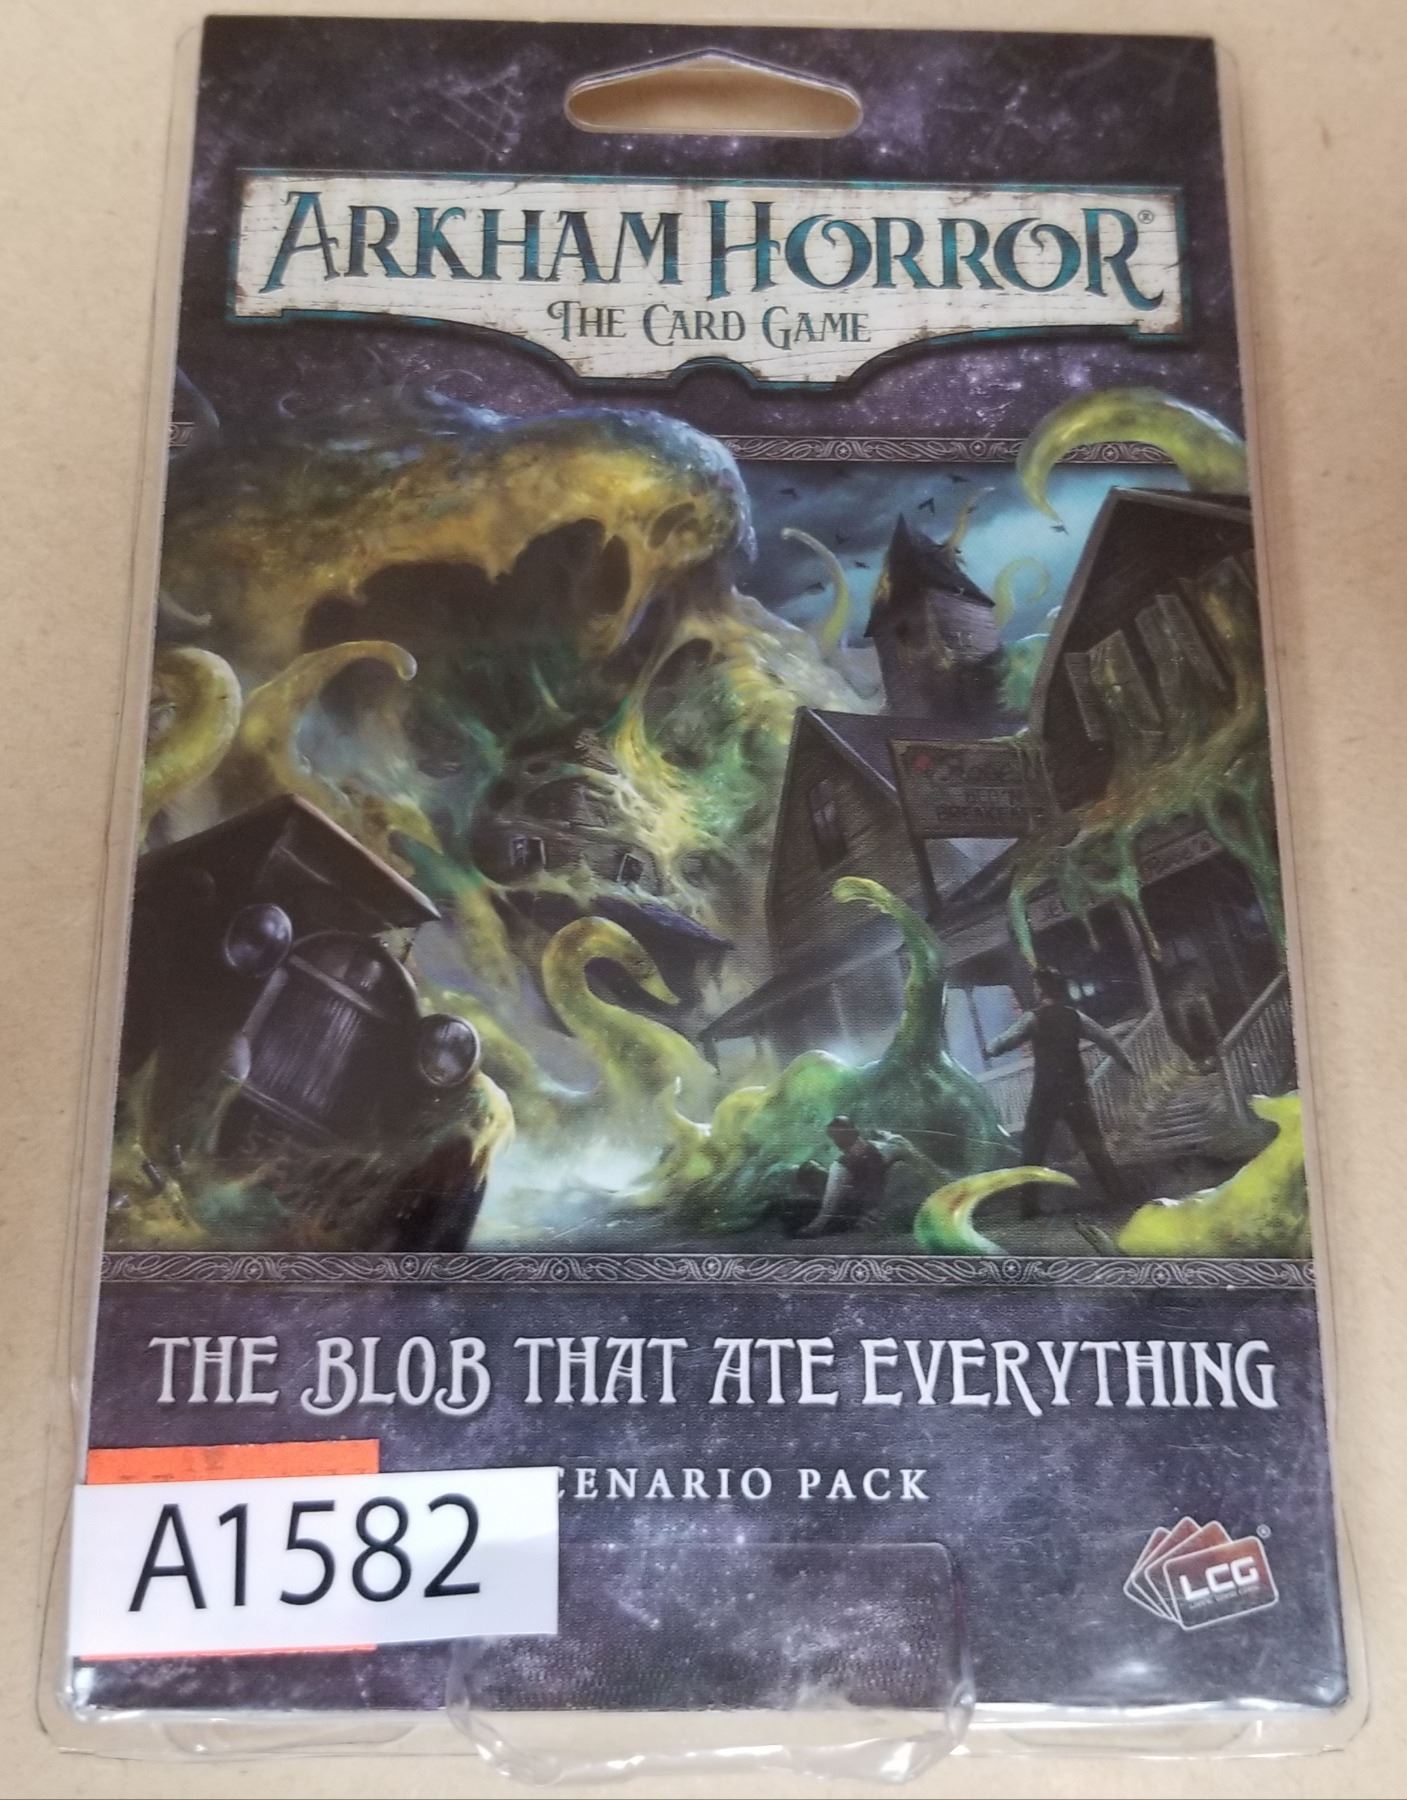 ARKHAM HORROR®
THE CARD GAME
THE BLOB THAT ATE EVERYTHING
CENARIO PACK
A1582
LCG®